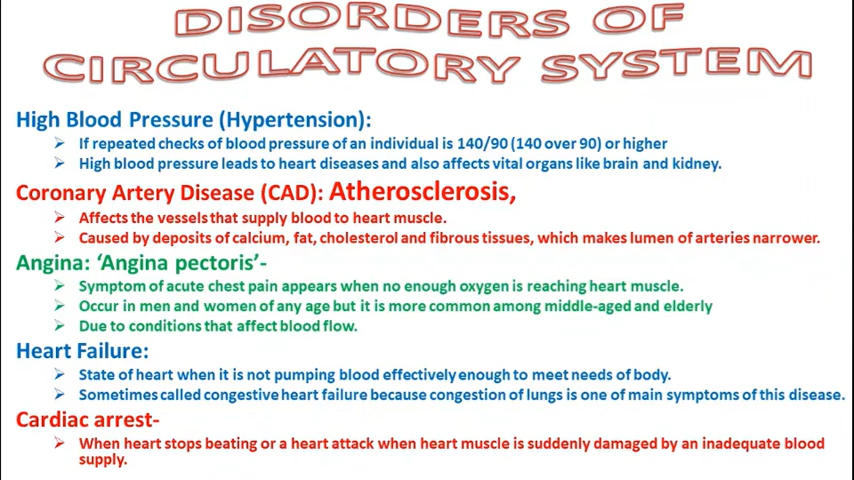 DISORDERS OF
CIRCULATORY SYSTEM
High Blood Pressure (Hypertension):
➢ If repeated checks of blood pressure of an individual is 140/90 (140 over 90) or higher
➢ High blood pressure leads to heart diseases and also affects vital organs like brain and kidney.
Coronary Artery Disease (CAD): Atherosclerosis,
➢ Affects the vessels that supply blood to heart muscle.
➢ Caused by deposits of calcium, fat, cholesterol and fibrous tissues, which makes lumen of arteries narrower.
Angina: ‘Angina pectoris’-
➢ Symptom of acute chest pain appears when no enough oxygen is reaching heart muscle.
➢ Occur in men and women of any age but it is more common among middle-aged and elderly
➢ Due to conditions that affect blood flow.
Heart Failure:
➢ State of heart when it is not pumping blood effectively enough to meet needs of body.
➢ Sometimes called congestive heart failure because congestion of lungs is one of main symptoms of this disease.
Cardiac arrest-
➢ When heart stops beating or a heart attack when heart muscle is suddenly damaged by an inadequate blood
supply.